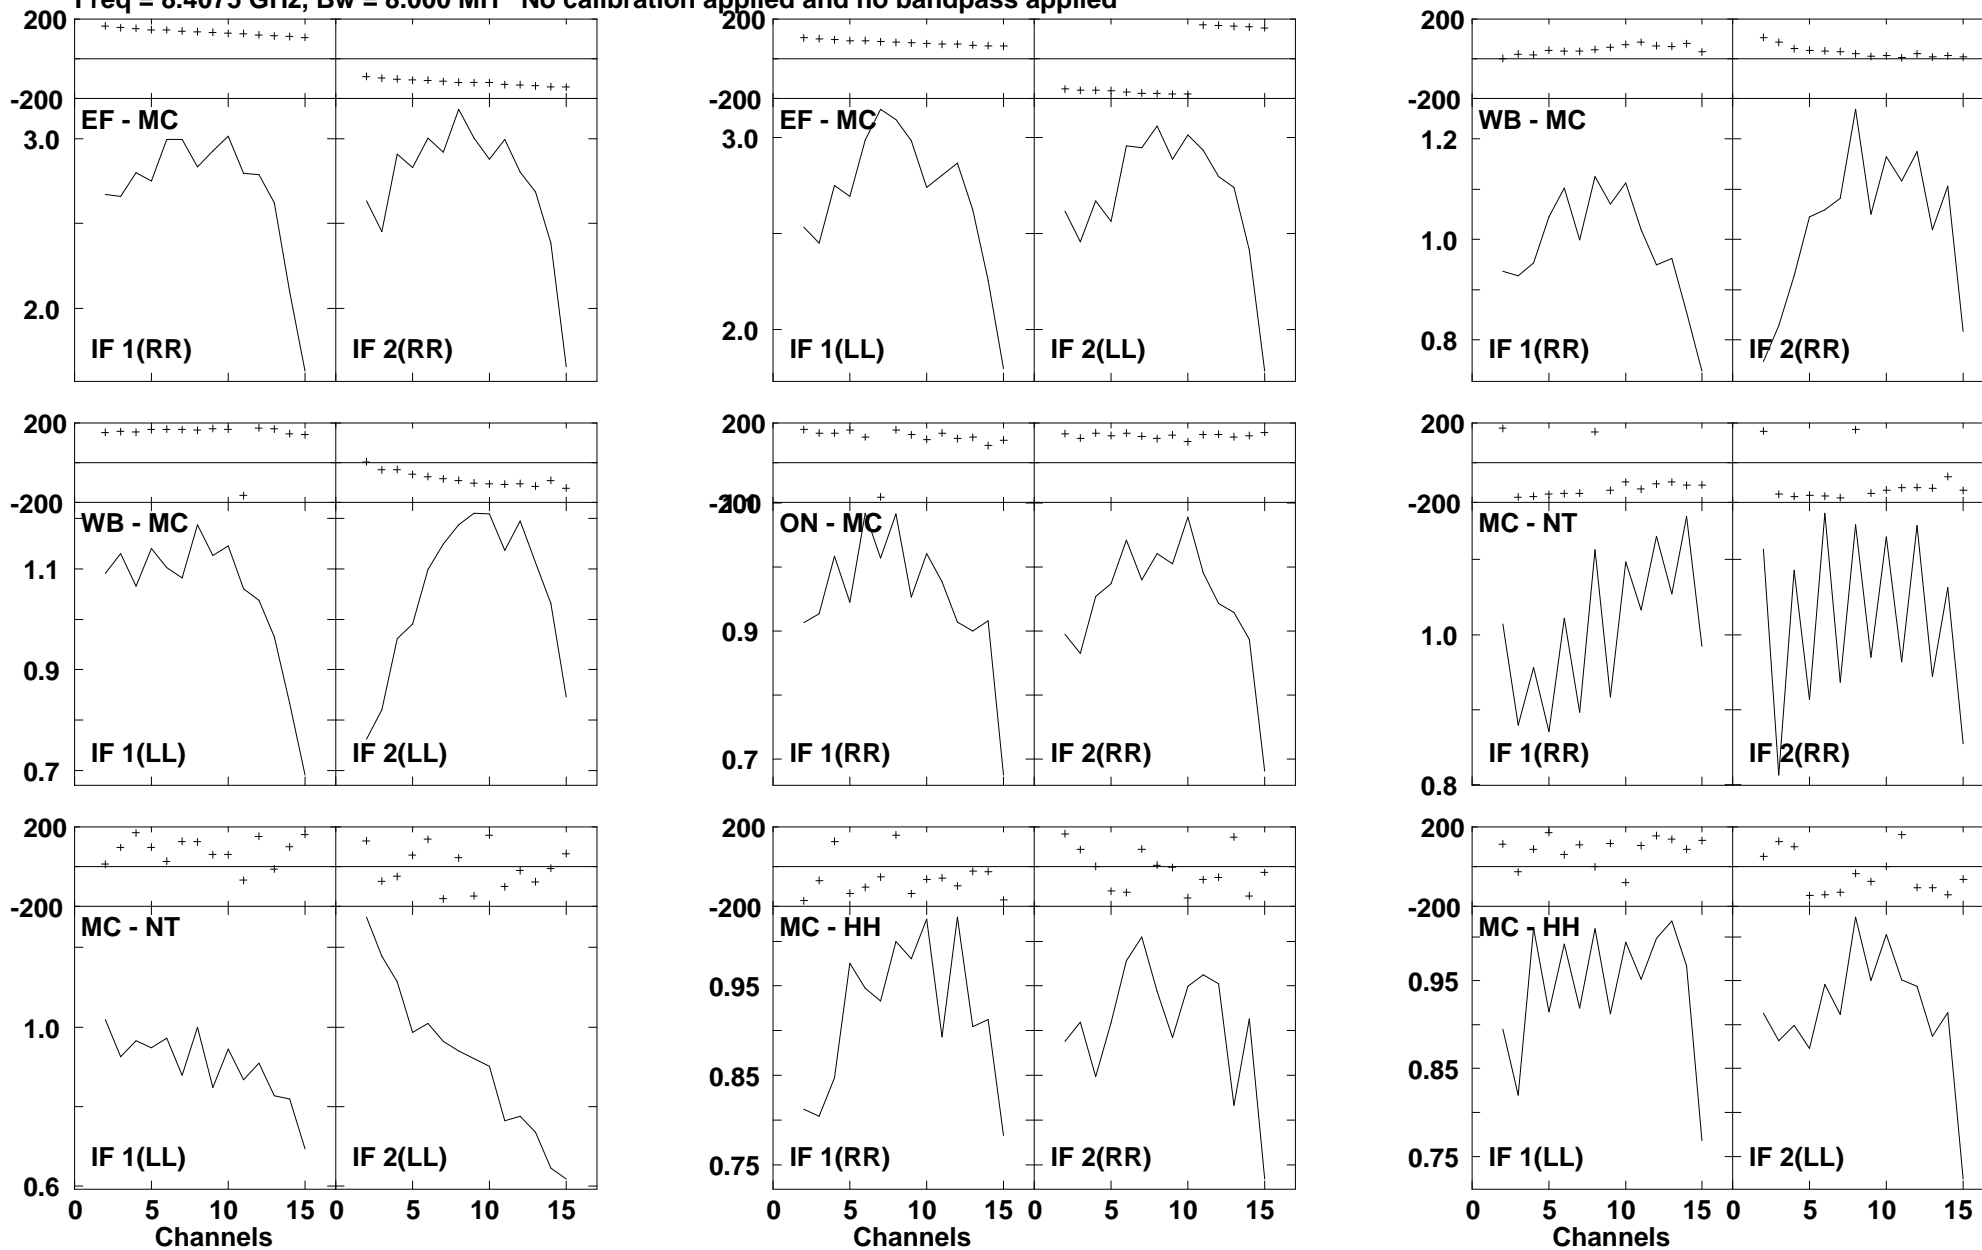 Freq = 8.4075 GHz, Bw = 8.000 MH No calibration applied and no bandpass applied
200
-200
EF - MC
3.0
2.0
IF 1(RR)
IF 2(RR)
EF - MC
3.0
2.0
IF 1(LL)
IF 2(LL)
200
-200
WB - MC
1.2
1.0
0.8
IF 1(RR)
IF 2(RR)
200
-200
200
-200
WB - MC
1.1
0.9
0.7
IF 1(LL)
IF 2(LL)
200
-200
1.1
ON - MC
0.9
0.7
IF 1(RR)
IF 2(RR)
200
-200
MC - NT
1.0
0.8
IF 1(RR)
IF 2(RR)
200
-200
MC - NT
1.0
0.6
IF 1(LL)
IF 2(LL)
0 5 10 15 0 5 10 15
Channels
200
-200
MC - HH
0.95
0.85
0.75
IF 1(RR)
IF 2(RR)
0 5 10 15 0 5 10 15
Channels
200
-200
MC - HH
0.95
0.85
0.75
IF 1(LL)
IF 2(LL)
0 5 10 15 0 5 10 15
Channels